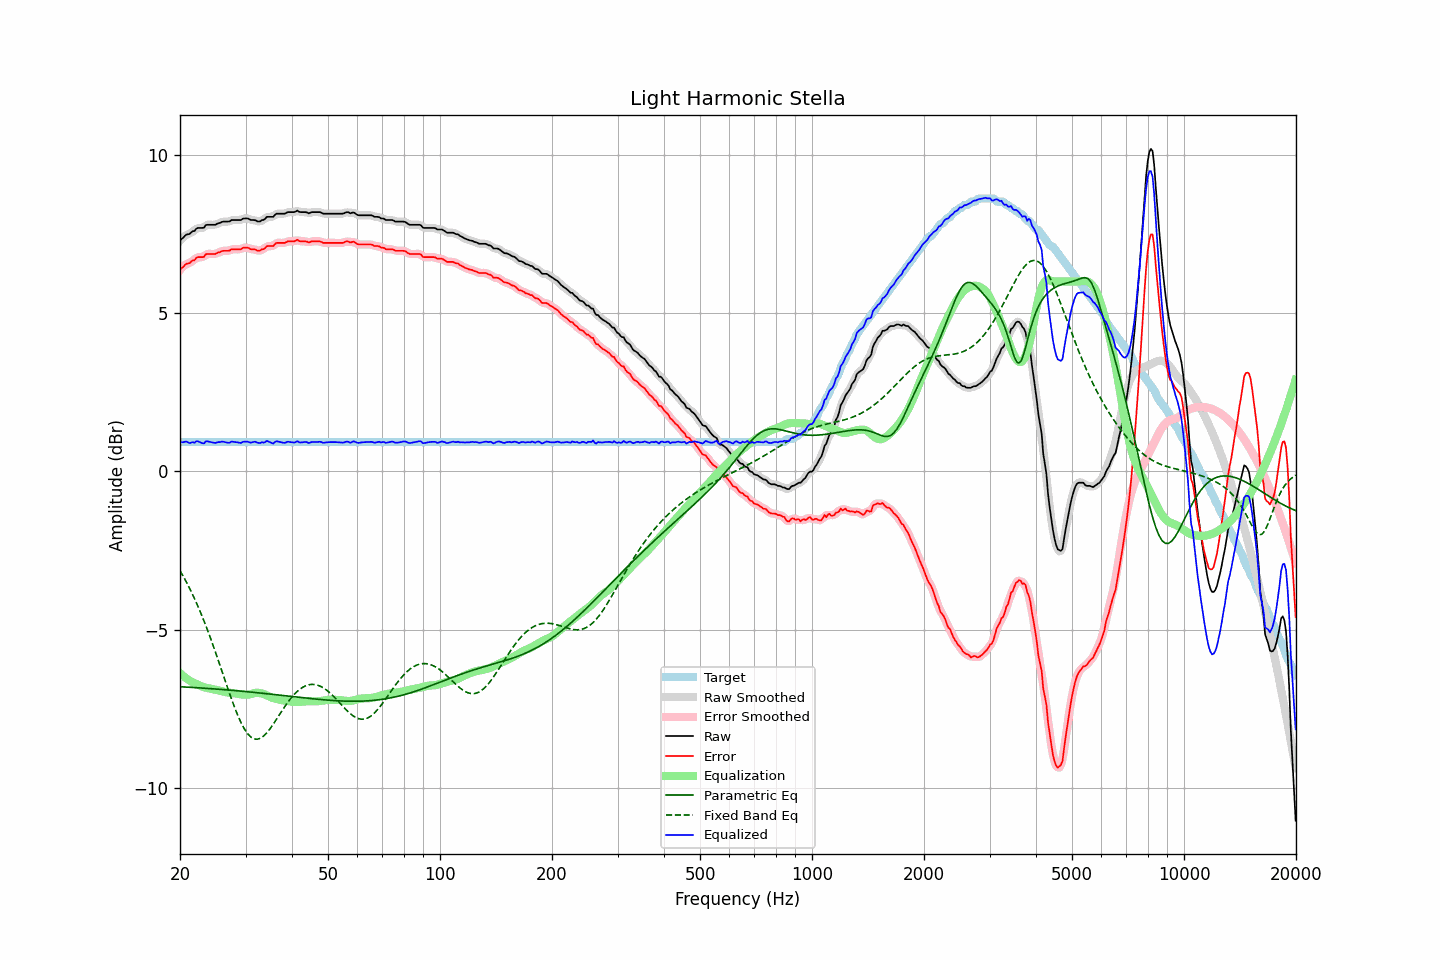 Light Harmonic Stella
Amplitude (dBr)
10
5
0
−5
−10
Target
Raw Smoothed
Error Smoothed
Raw
Error
Equalization
Parametric Eq
Fixed Band Eq
Equalized
20 50 100 200 500 1000 2000 5000 10000 20000
Frequency (Hz)